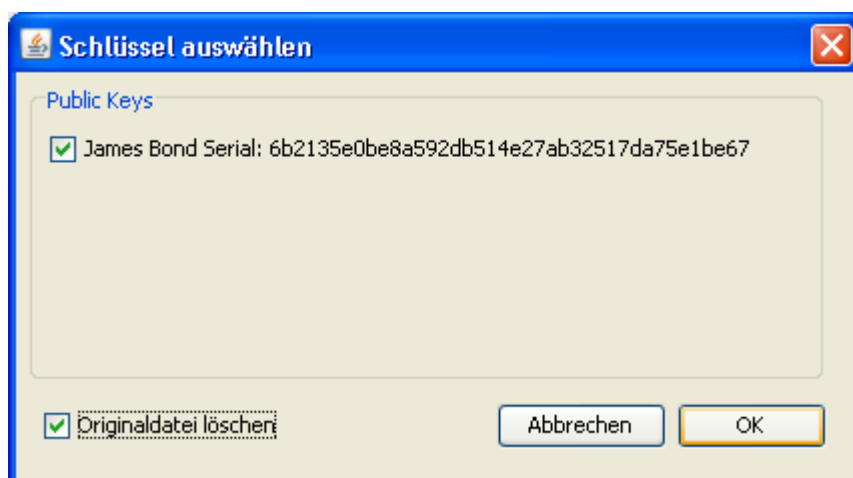 Schlüssel auswählen
Public Keys
James Bond Serial: 6b2135e0be8a592db514e27ab32517da75e1be67
Originaldatei löschen
Abbrechen
OK